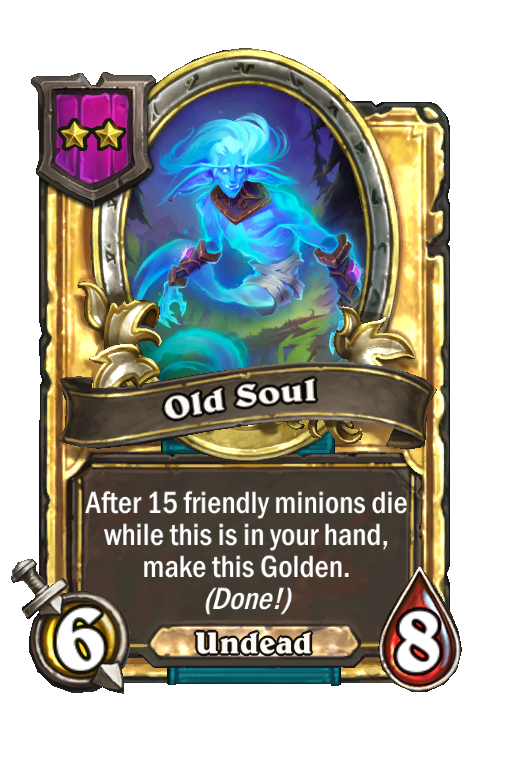 Old Soul
After 15 friendly minions die
while this is in your hand,
make this Golden.
(Done!)
6
Undead
8